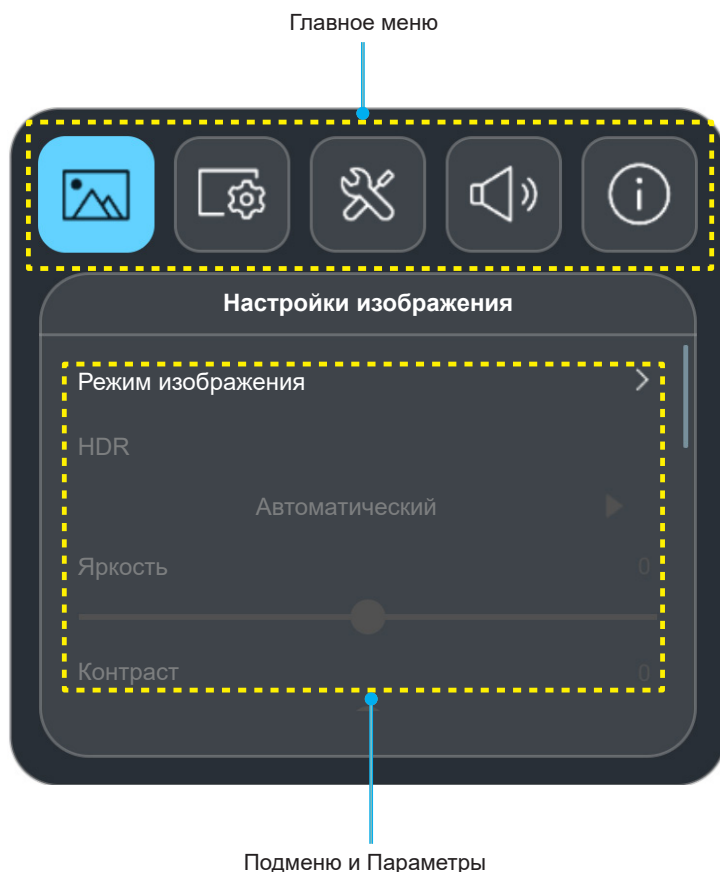 Главное меню
Настройки изображения
Режим изображения
HDR
Автоматический
Яркость 0
Контраст 0
Подменю и Параметры